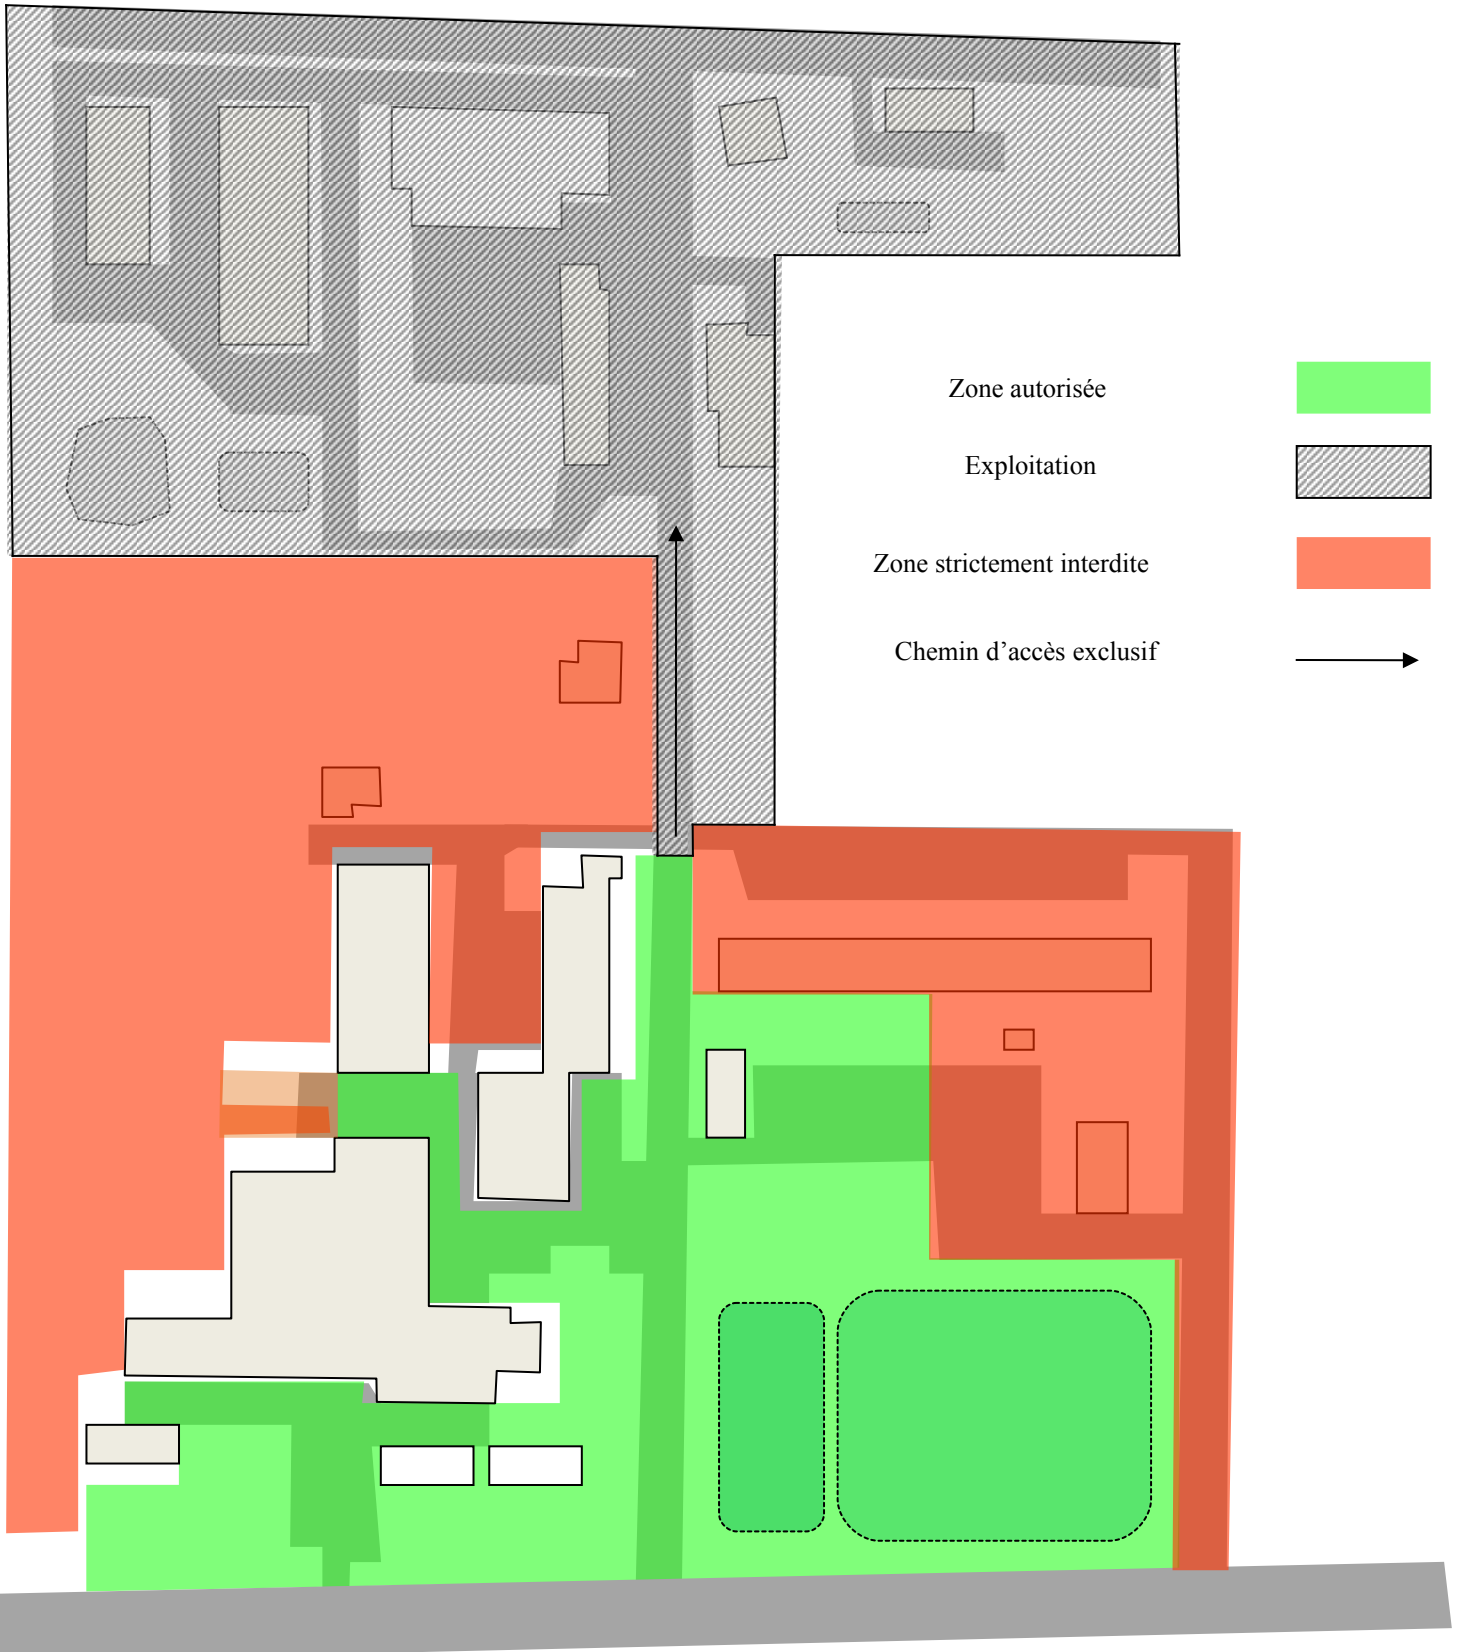 Zone autorisée
Exploitation
Zone strictement interdite
Chemin d’accès exclusif